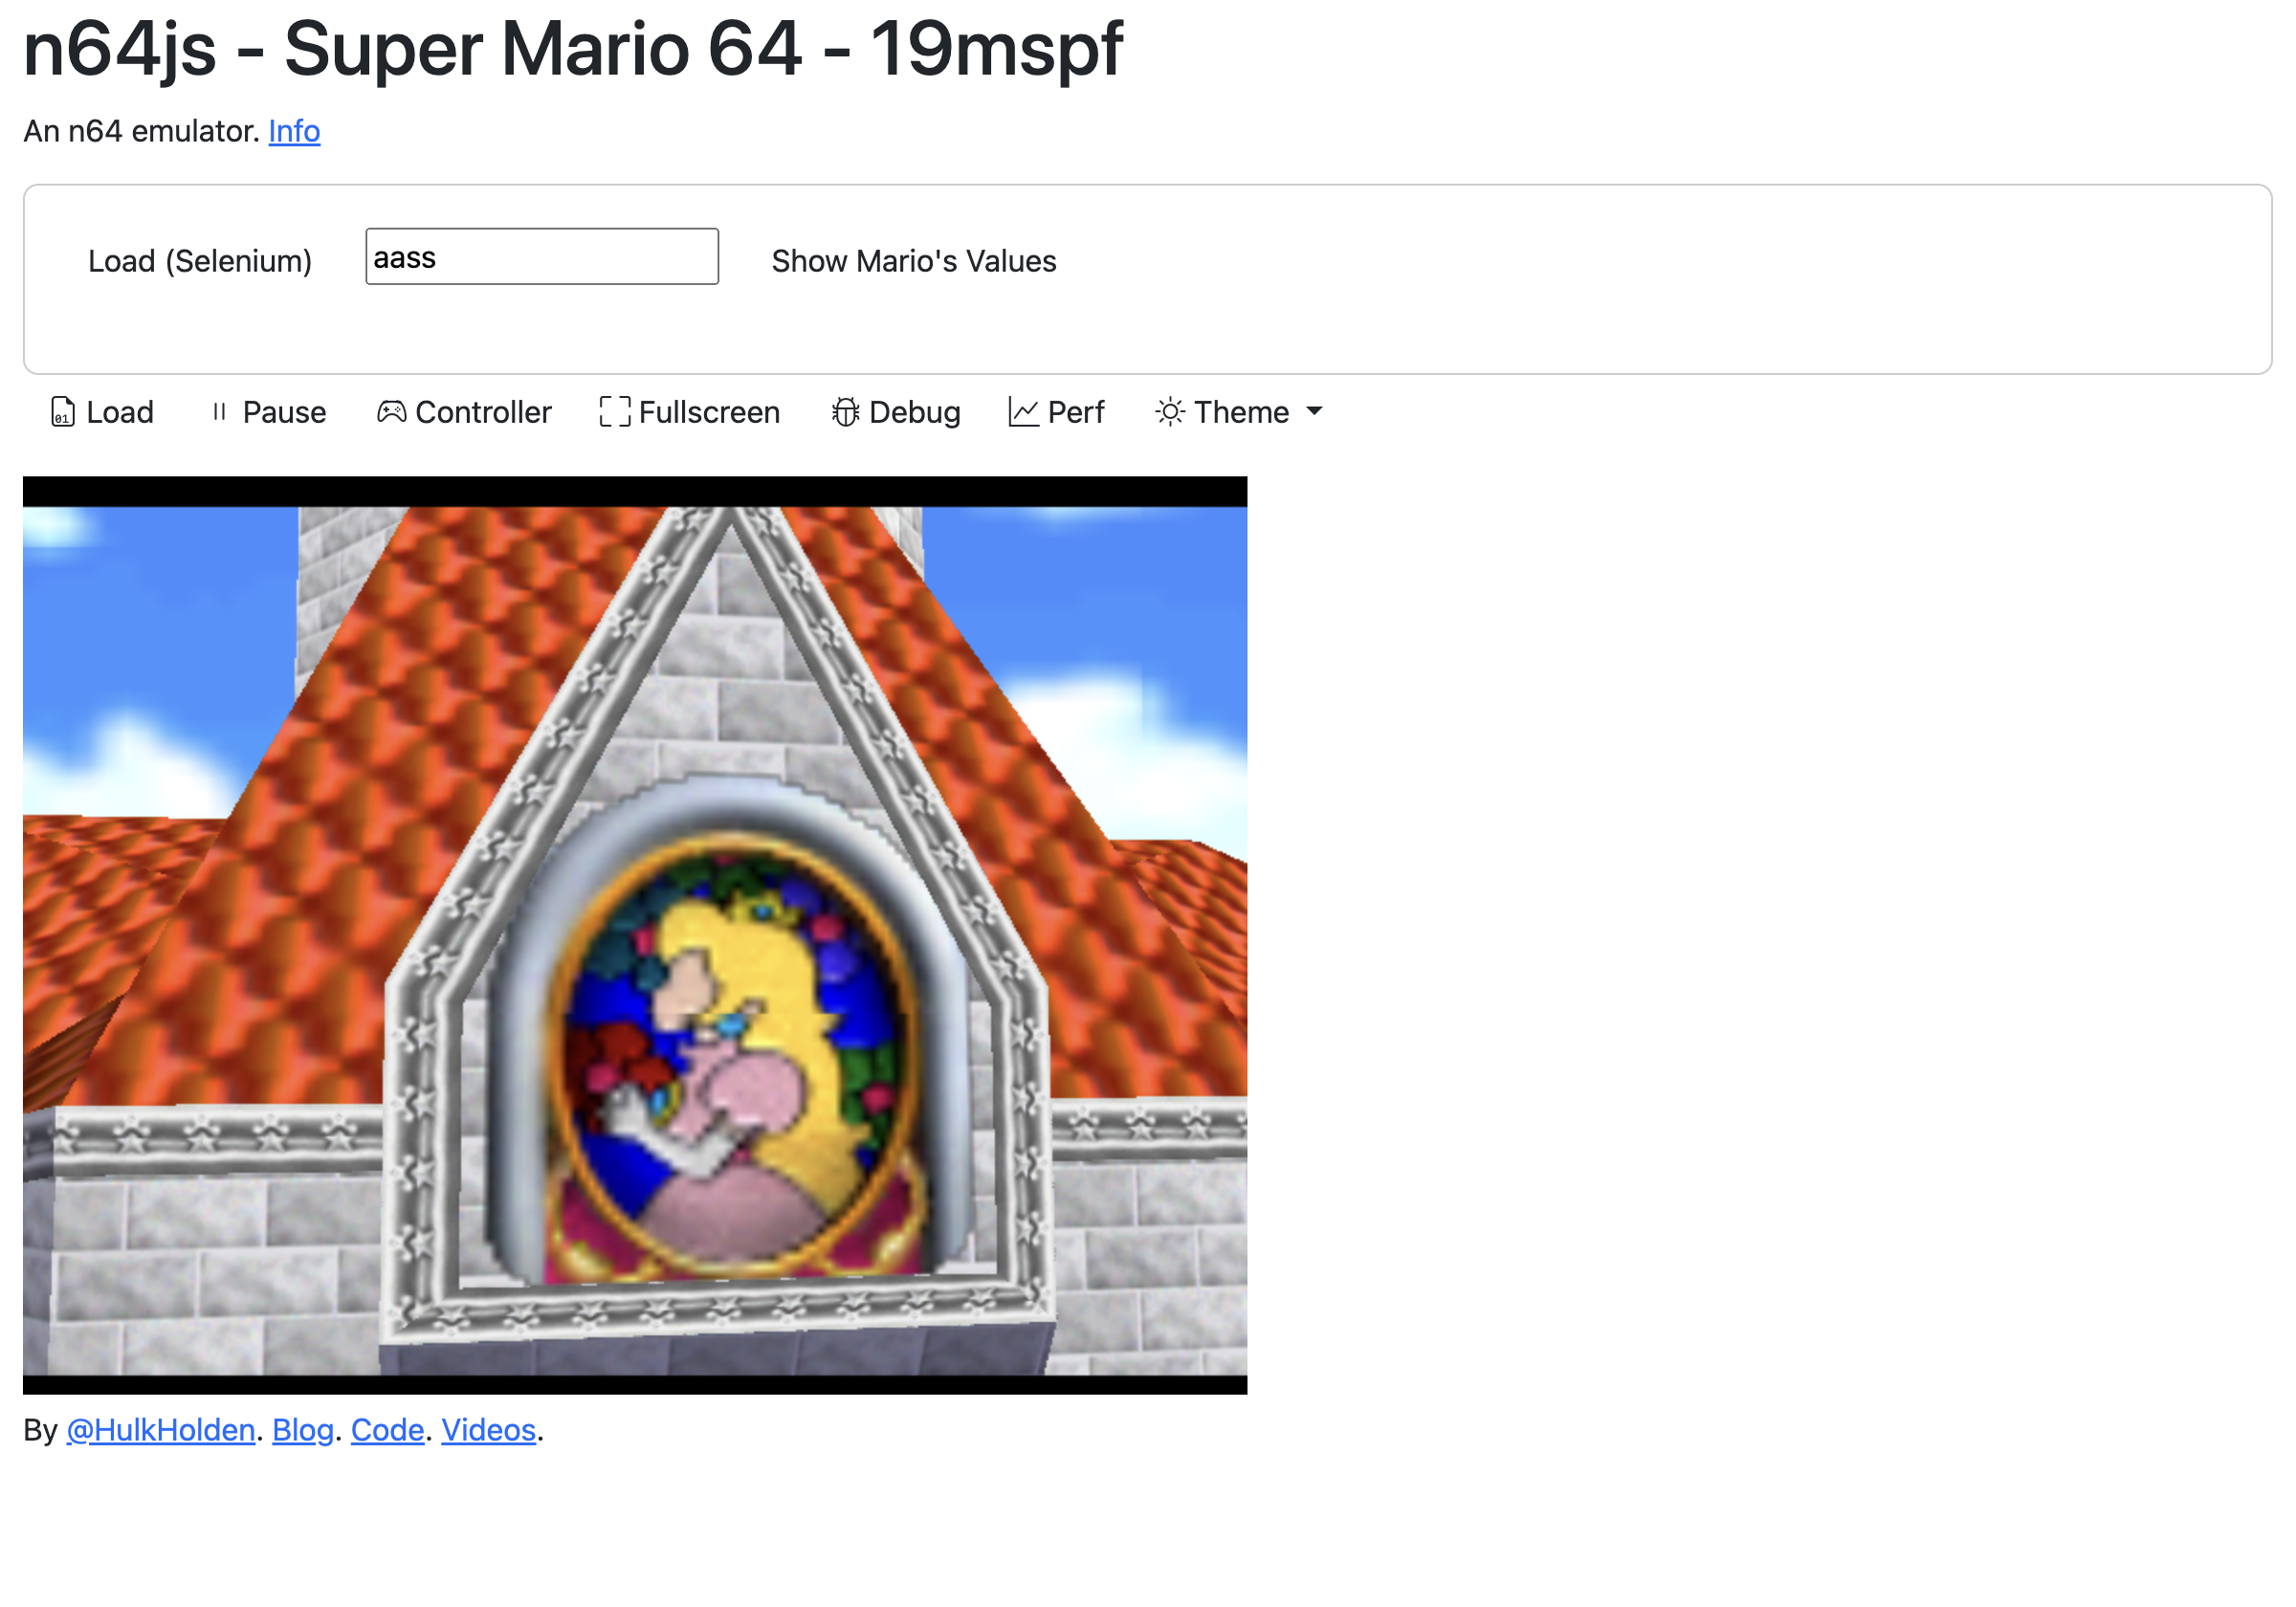 n64js - Super Mario 64 - 19mspf
An n64 emulator. Info
Load (Selenium) aass Show Mario's Values
01 Load Pause Controller Fullscreen Debug Perf Theme
By @HulkHolden. Blog. Code. Videos.